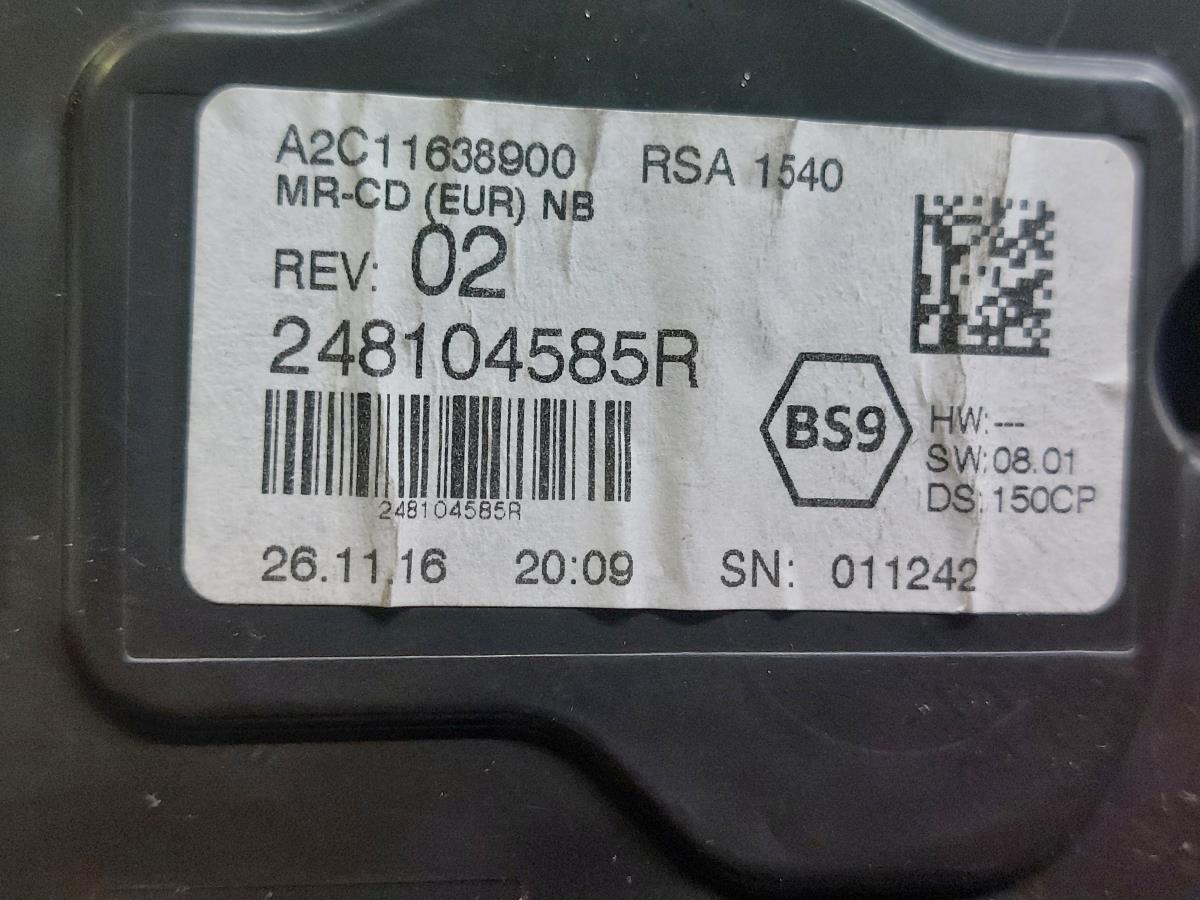 A2C11638900 RSA 1540
MR-CD (EUR) NB
REV: 02
248104585R
248104585R
BS9
HW:---
SW:08.01
DS:150CP
26.11.16 20:09 SN: 011242